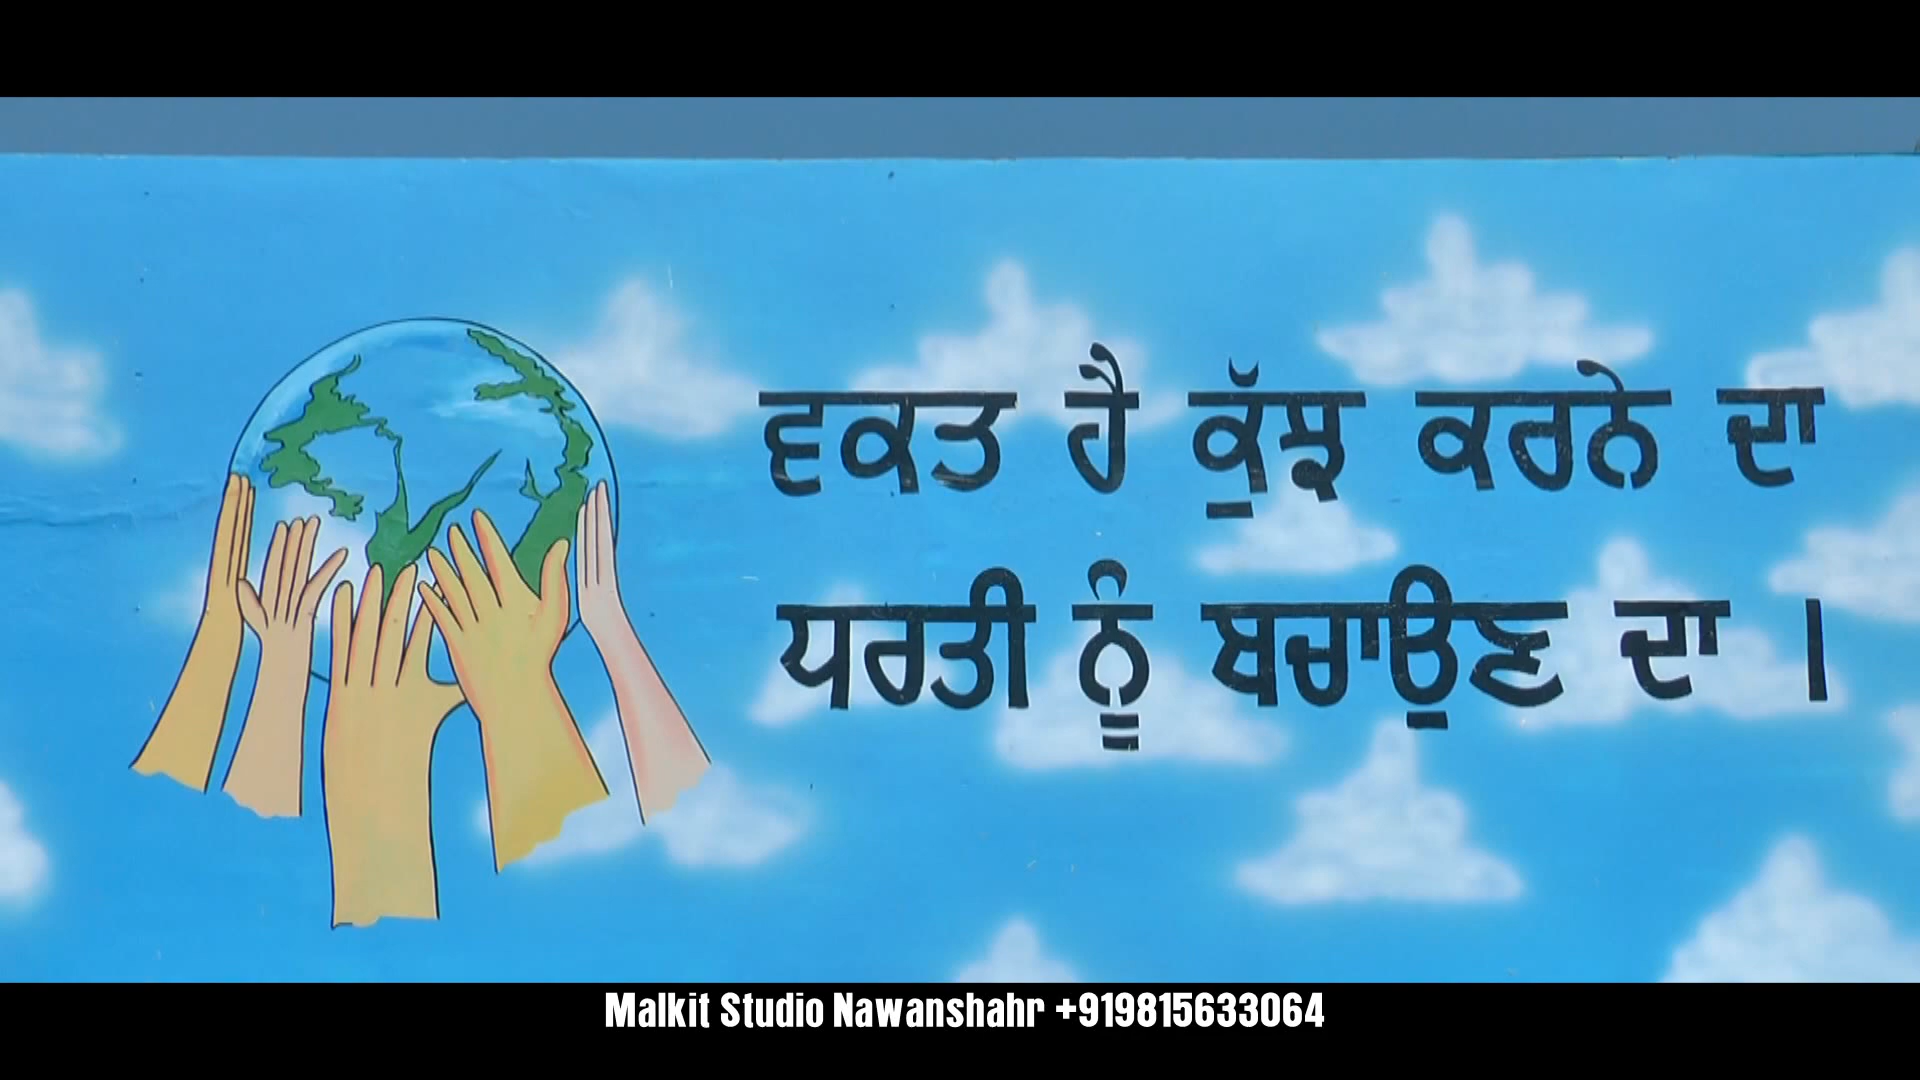 ਵਕਤ ਹੈ ਕੁੱਝ ਕਰਨੇ ਦਾ
ਧਰਤੀ ਨੂੰ ਬਚਾਉਣ ਦਾ ।
Malkit Studio Nawanshahr +919815633064